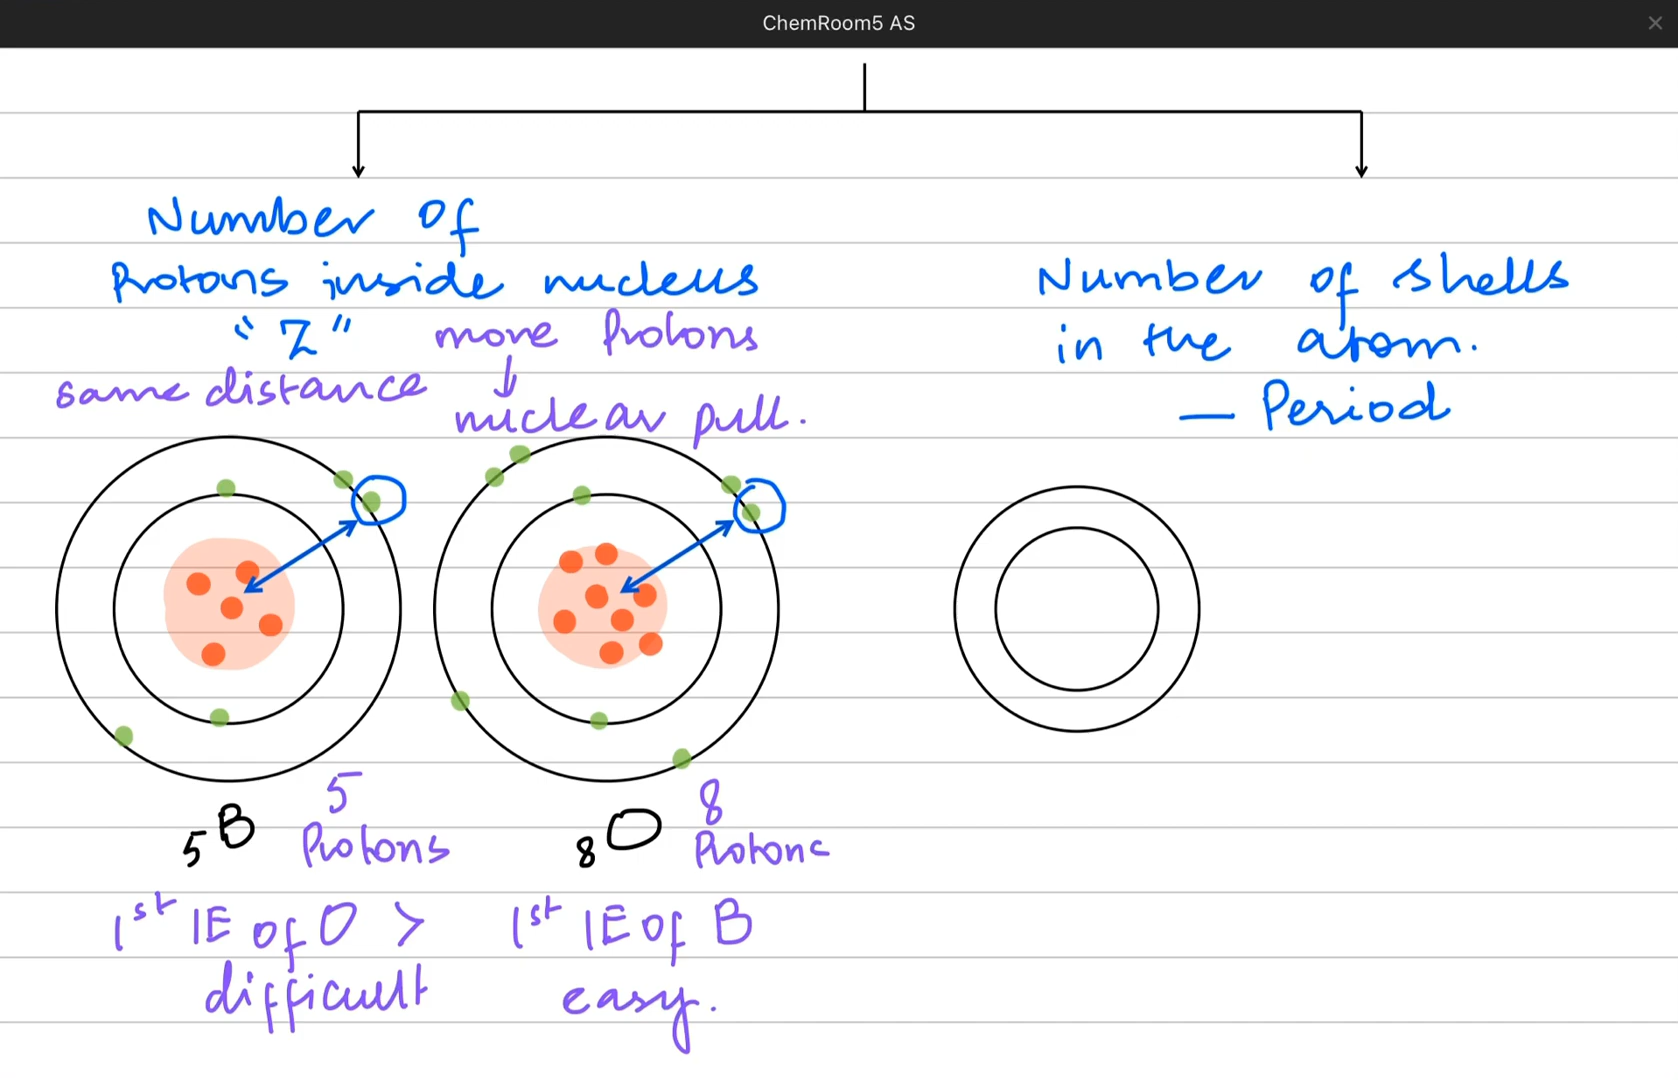 ChemRoom5 AS
Number of
Protons inside nucleus
"Z"
more Protons
same distance
↓
nuclear pull.
Number of shells
in the atom.
— Period
5B
5
Protons
8O
8
Protons
1st IE of O > 1st IE of B
difficult
easy.